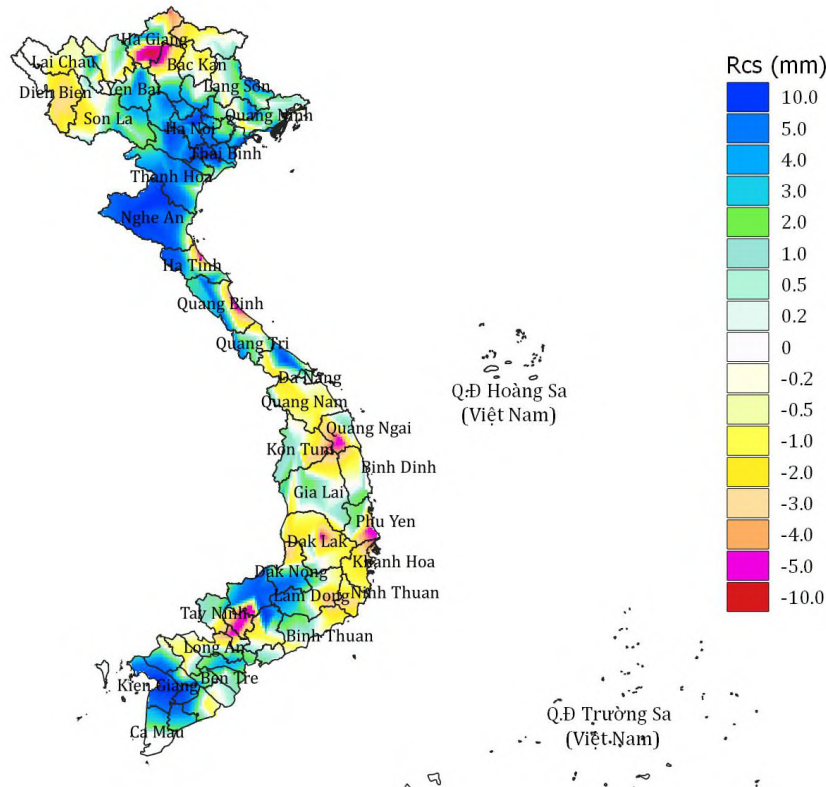 Rcs (mm)
10.0
5.0
4.0
3.0
2.0
1.0
0.5
0.2
0
-0.2
-0.5
-1.0
-2.0
-3.0
-4.0
-5.0
-10.0
Ha Giang
Lai Chau
Bac Kan
Dien Bien
Yen Bai
Lang Son
Son La
Ha Noi
Quang Ninh
Thai Binh
Thanh Hoa
Nghe An
Ha Tinh
Quang Binh
Quang Tri
Da Nang
Quang Nam
Quang Ngai
Kon Tum
Binh Dinh
Gia Lai
Phu Yen
Dak Lak
Khanh Hoa
Dak Nong
Lam Dong
Ninh Thuan
Tay Ninh
Binh Thuan
Long An
Ben Tre
Kien Giang
Ca Mau
Q.Đ Hoàng Sa
(Việt Nam)
Q.Đ Trường Sa
(Việt Nam)